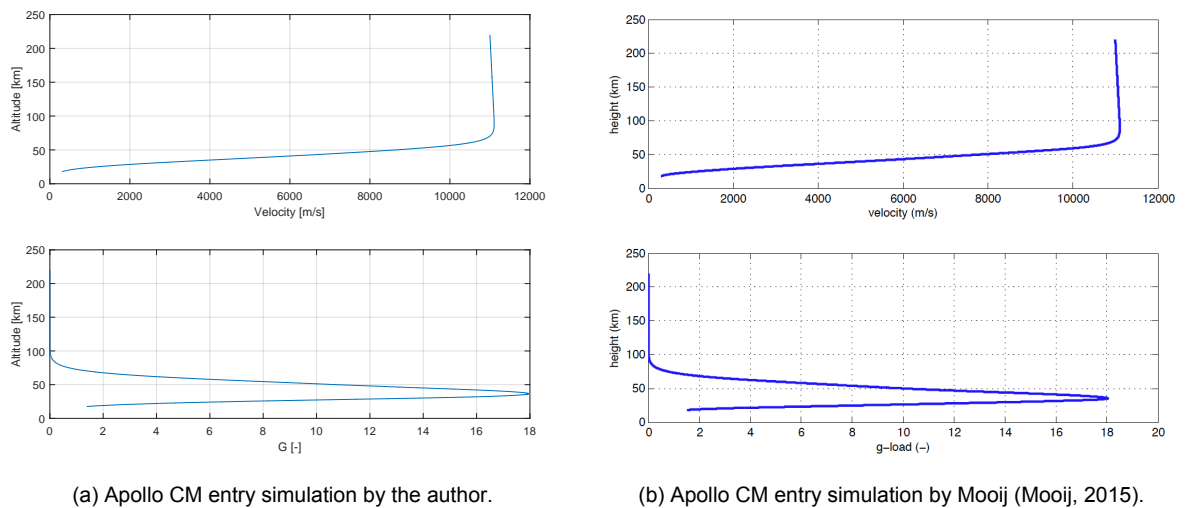 250
200
150
100
50
0
Altitude [km]
0 2000 4000 6000 8000 10000 12000
Velocity [m/s]
250
200
150
100
50
0
Altitude [km]
0 2 4 6 8 10 12 14 16 18
G [-]
(a) Apollo CM entry simulation by the author.
250
200
150
100
50
0
height (km)
0 2000 4000 6000 8000 10000 12000
velocity (m/s)
250
200
150
100
50
0
height (km)
0 2 4 6 8 10 12 14 16 18 20
g-load (-)
(b) Apollo CM entry simulation by Mooij (Mooij, 2015).